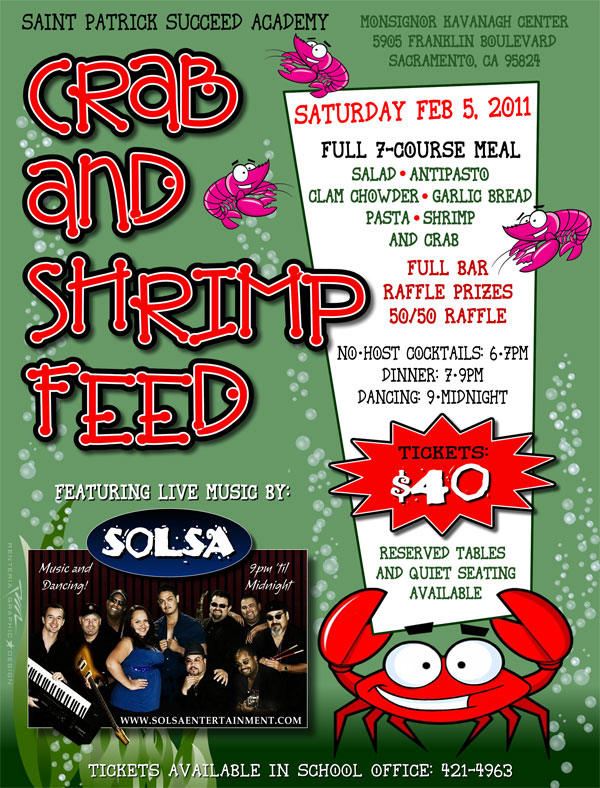 SAINT PATRICK SUCCEED ACADEMY
MONSIGNOR KAVANAGH CENTER
5905 FRANKLIN BOULEVARD
SACRAMENTO, CA 95824
CRAB
AND
SHRIMP
FEED
SATURDAY FEB 5, 2011
FULL 7-COURSE MEAL
SALAD • ANTIPASTO
CLAM CHOWDER • GARLIC BREAD
PASTA • SHRIMP
AND CRAB
FULL BAR
RAFFLE PRIZES
50/50 RAFFLE
NO-HOST COCKTAILS: 6-7PM
DINNER: 7-9PM
DANCING: 9-MIDNIGHT
TICKETS:
$40
RESERVED TABLES
AND QUIET SEATING
AVAILABLE
FEATURING LIVE MUSIC BY:
SOLSA
Music and
Dancing!
9pm 'til
Midnight
WWW.SOLSAENTERTAINMENT.COM
RENTERIA GRAPHIC DESIGN
TICKETS AVAILABLE IN SCHOOL OFFICE: 421-4963